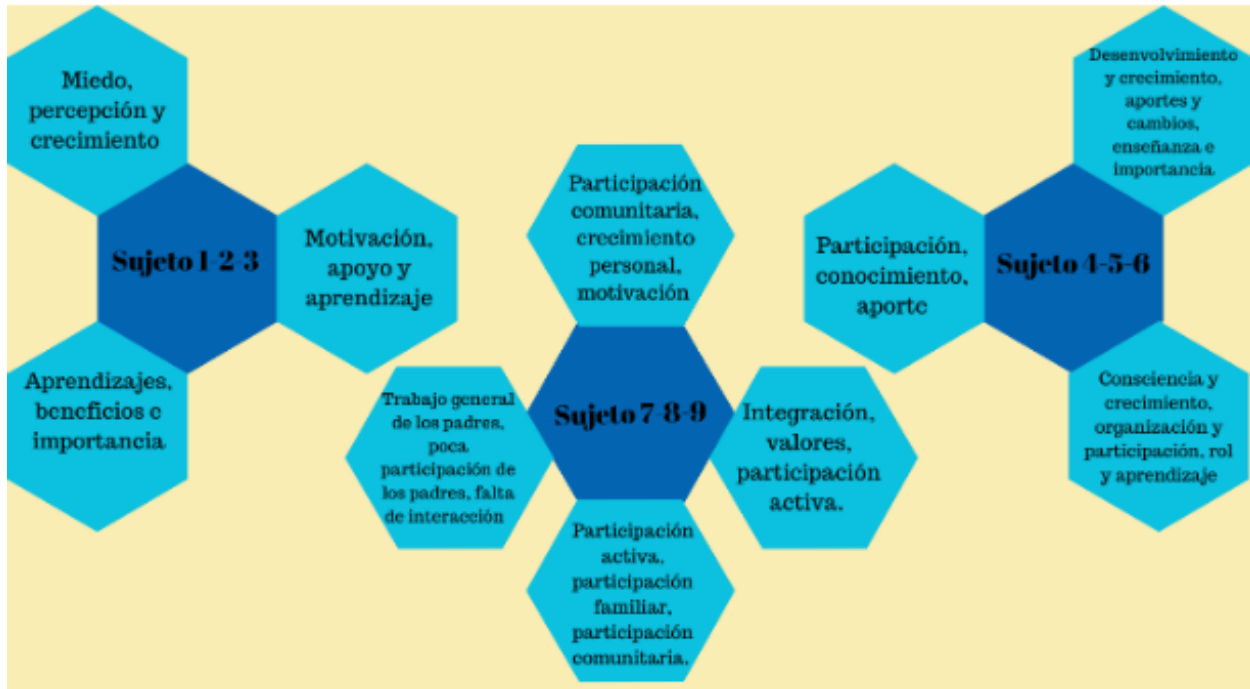 Miedo,
percepción y
crecimiento
Sujeto 1-2-3
Motivación,
apoyo y
aprendizaje
Aprendizajes,
beneficios e
importancia
Participación
comunitaria,
crecimiento
personal,
motivación
Sujeto 7-8-9
Trabajo general
de los padres,
poca
participación de
los padres, falta
de interacción
Integración,
valores,
participación
activa.
Participación
activa,
participación
familiar,
participación
comunitaria.
Desenvolvimiento
y crecimiento,
aportes y
cambios,
enseñanza e
importancia
Participación,
conocimiento,
aporte
Sujeto 4-5-6
Consciencia y
crecimiento,
organización y
participación, rol
y aprendizaje